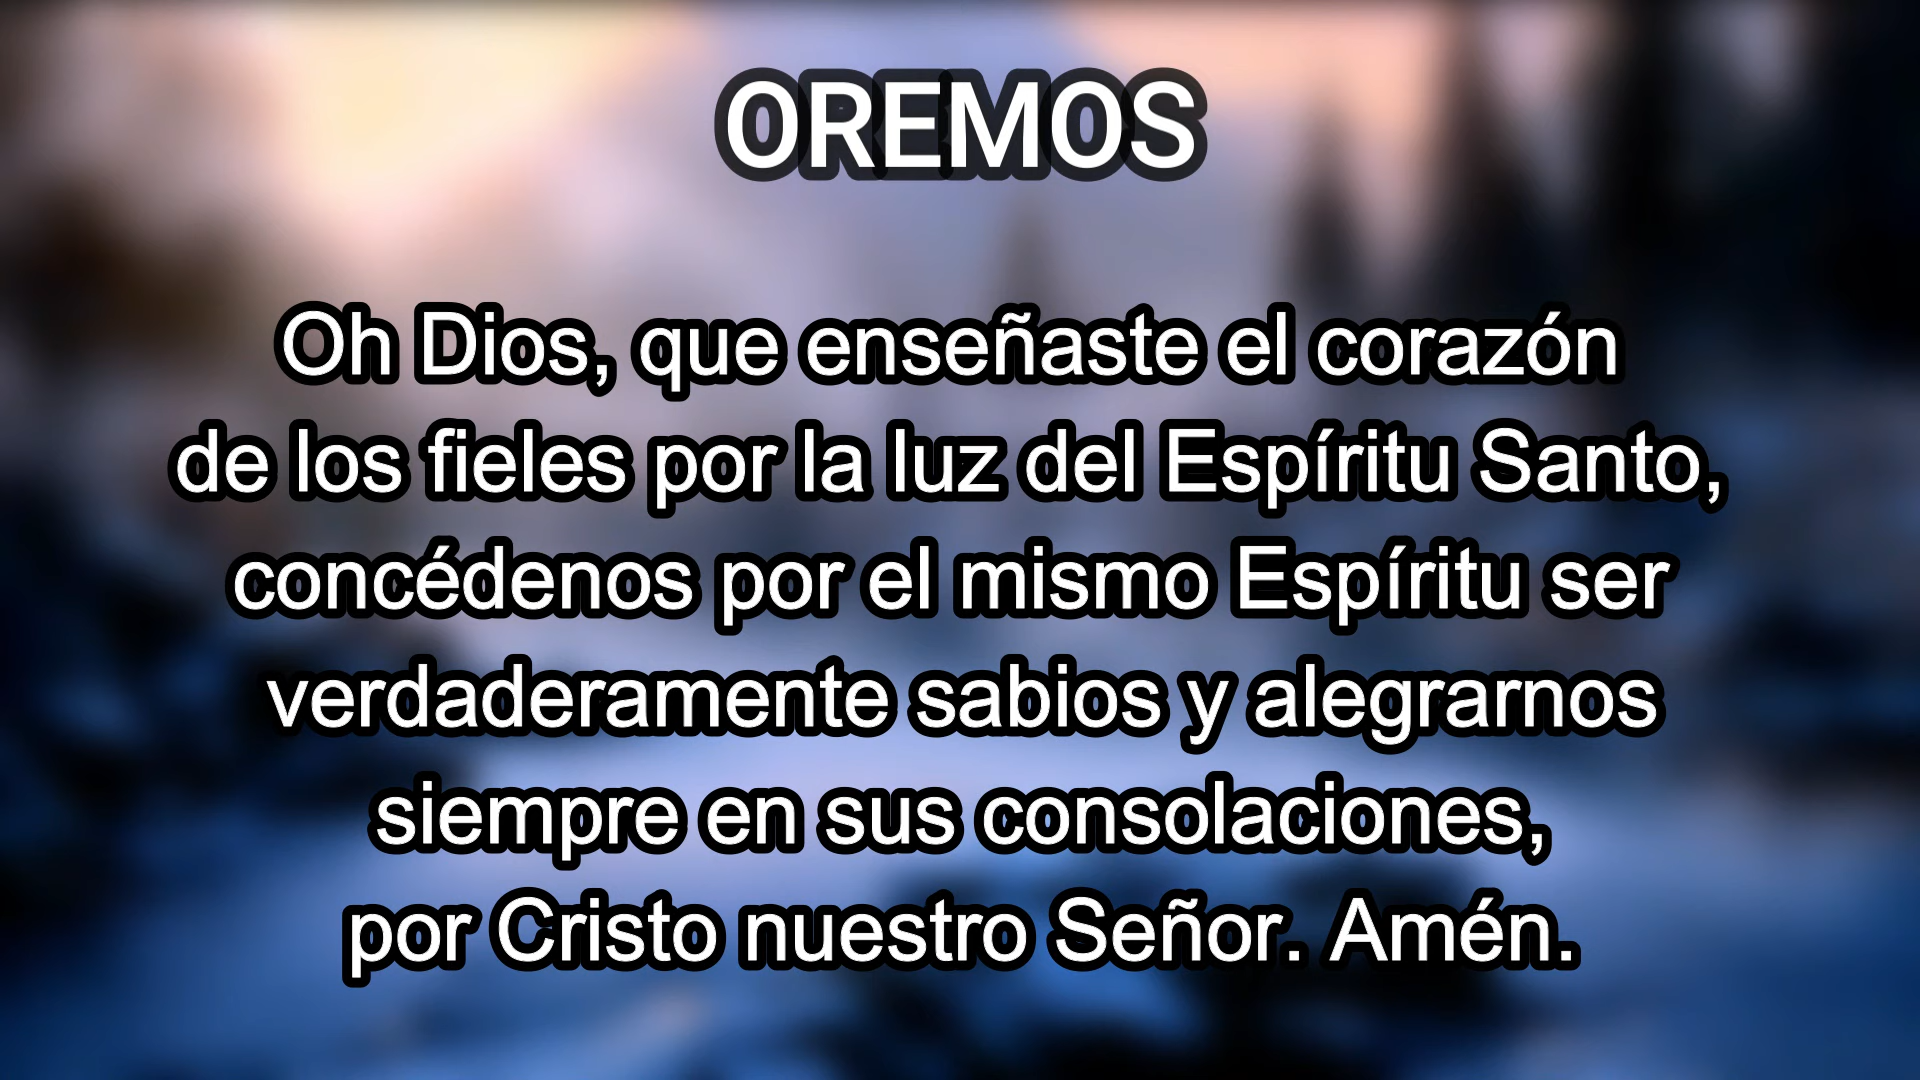 OREMOS
Oh Dios, que enseñaste el corazón
de los fieles por la luz del Espíritu Santo,
concédenos por el mismo Espíritu ser
verdaderamente sabios y alegrarnos
siempre en sus consolaciones,
por Cristo nuestro Señor. Amén.